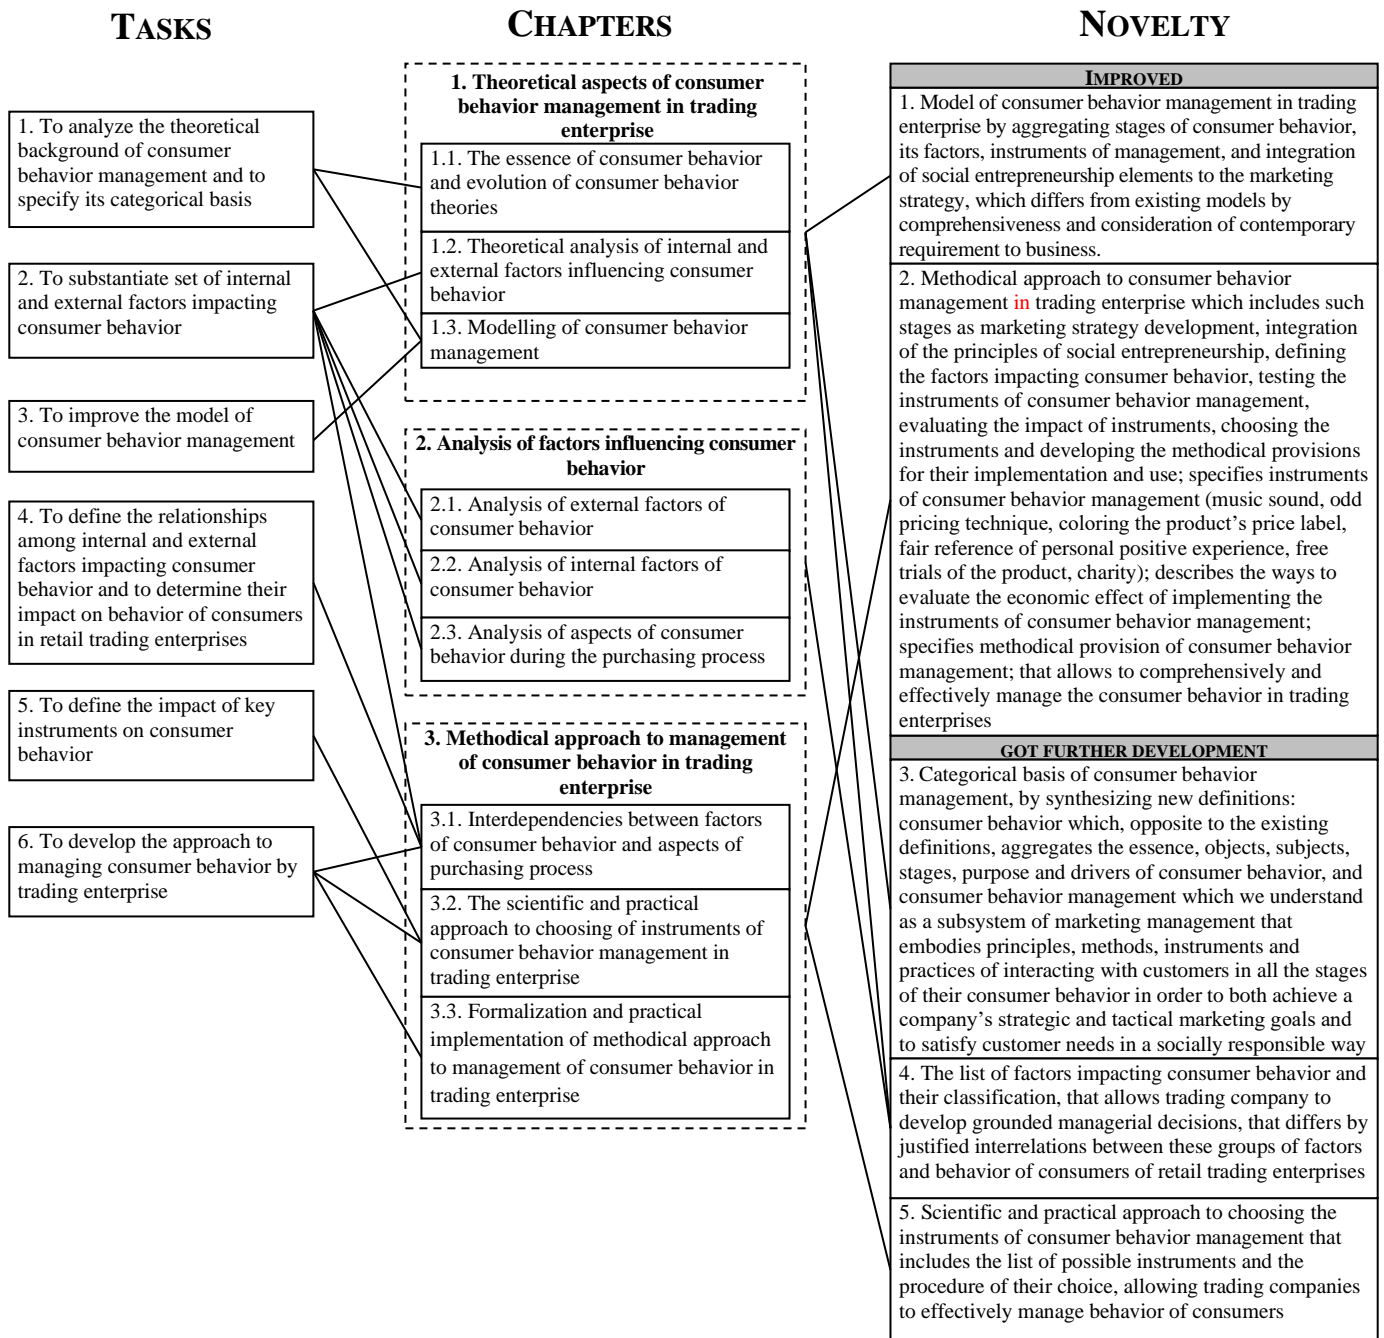 TASKS
1. To analyze the theoretical
background of consumer
behavior management and to
specify its categorical basis
2. To substantiate set of internal
and external factors impacting
consumer behavior
3. To improve the model of
consumer behavior management
4. To define the relationships
among internal and external
factors impacting consumer
behavior and to determine their
impact on behavior of consumers
in retail trading enterprises
5. To define the impact of key
instruments on consumer
behavior
6. To develop the approach to
managing consumer behavior by
trading enterprise
CHAPTERS
1. Theoretical aspects of consumer
behavior management in trading
enterprise
1.1. The essence of consumer behavior
and evolution of consumer behavior
theories
1.2. Theoretical analysis of internal and
external factors influencing consumer
behavior
1.3. Modelling of consumer behavior
management
2. Analysis of factors influencing consumer
behavior
2.1. Analysis of external factors of
consumer behavior
2.2. Analysis of internal factors of
consumer behavior
2.3. Analysis of aspects of consumer
behavior during the purchasing process
3. Methodical approach to management
of consumer behavior in trading
enterprise
3.1. Interdependencies between factors
of consumer behavior and aspects of
purchasing process
3.2. The scientific and practical
approach to choosing of instruments of
consumer behavior management in
trading enterprise
3.3. Formalization and practical
implementation of methodical approach
to management of consumer behavior in
trading enterprise
NOVELTY
IMPROVED
1. Model of consumer behavior management in trading
enterprise by aggregating stages of consumer behavior,
its factors, instruments of management, and integration
of social entrepreneurship elements to the marketing
strategy, which differs from existing models by
comprehensiveness and consideration of contemporary
requirement to business.
2. Methodical approach to consumer behavior
management in trading enterprise which includes such
stages as marketing strategy development, integration
of the principles of social entrepreneurship, defining
the factors impacting consumer behavior, testing the
instruments of consumer behavior management,
evaluating the impact of instruments, choosing the
instruments and developing the methodical provisions
for their implementation and use; specifies instruments
of consumer behavior management (music sound, odd
pricing technique, coloring the product’s price label,
fair reference of personal positive experience, free
trials of the product, charity); describes the ways to
evaluate the economic effect of implementing the
instruments of consumer behavior management;
specifies methodical provision of consumer behavior
management; that allows to comprehensively and
effectively manage the consumer behavior in trading
enterprises
GOT FURTHER DEVELOPMENT
3. Categorical basis of consumer behavior
management, by synthesizing new definitions:
consumer behavior which, opposite to the existing
definitions, aggregates the essence, objects, subjects,
stages, purpose and drivers of consumer behavior, and
consumer behavior management which we understand
as a subsystem of marketing management that
embodies principles, methods, instruments and
practices of interacting with customers in all the stages
of their consumer behavior in order to both achieve a
company’s strategic and tactical marketing goals and
to satisfy customer needs in a socially responsible way
4. The list of factors impacting consumer behavior and
their classification, that allows trading company to
develop grounded managerial decisions, that differs by
justified interrelations between these groups of factors
and behavior of consumers of retail trading enterprises
5. Scientific and practical approach to choosing the
instruments of consumer behavior management that
includes the list of possible instruments and the
procedure of their choice, allowing trading companies
to effectively manage behavior of consumers